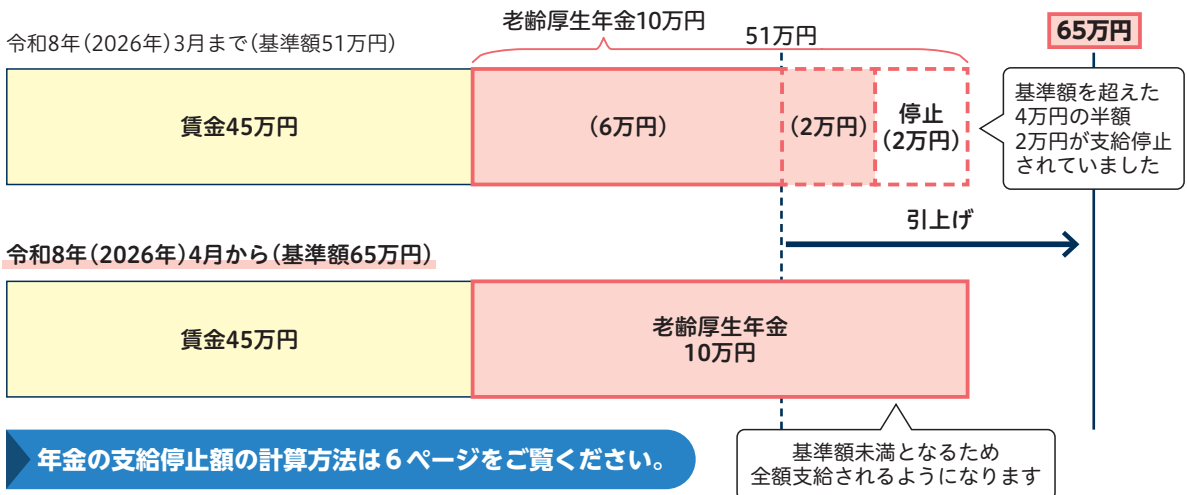 老齢厚生年金10万円
51万円
65万円
令和8年(2026年)3月まで(基準額51万円)
賃金45万円
(6万円)
(2万円)
停止
(2万円)
基準額を超えた
4万円の半額
2万円が支給停止
されていました
引上げ
令和8年(2026年)4月から(基準額65万円)
賃金45万円
老齢厚生年金
10万円
年金の支給停止額の計算方法は6ページをご覧ください。
基準額未満となるため
全額支給されるようになります